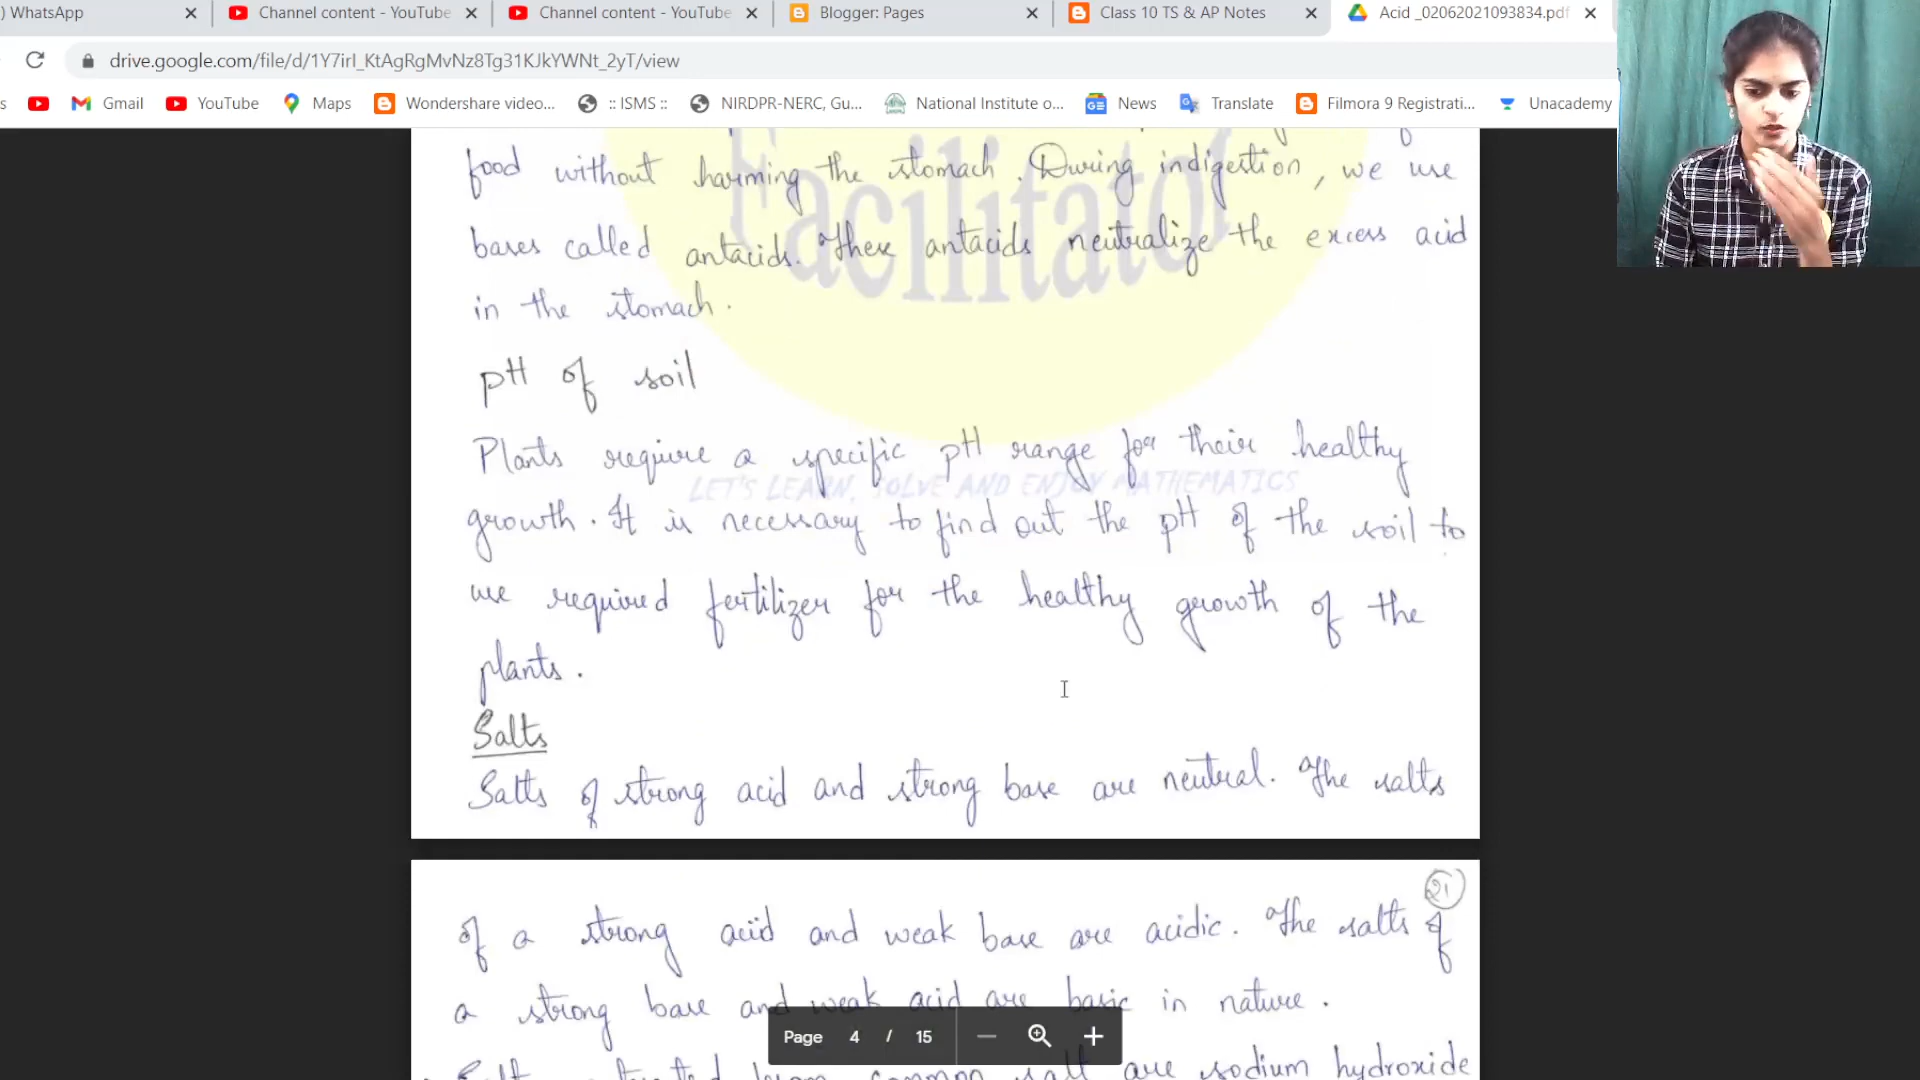 ) WhatsApp
Channel content - YouTube
Channel content - YouTube
Blogger: Pages
Class 10 TS & AP Notes
Acid _02062021093834.pdf
drive.google.com/file/d/1Y7irI_KtAgRgMvNz8Tg31KJkYWNt_2yT/view
s
Gmail
YouTube
Maps
Wondershare video...
:: ISMS ::
NIRDPR-NERC, Gu...
National Institute o...
News
Translate
Filmora 9 Registrati...
Unacademy
Facilitator
food without harming the stomach. During indigestion, we use
bases called antacids. These antacids neutralize the excess acid
in the stomach.
pH of soil
Plants require a specific pH range for their healthy
LET'S LEARN, SOLVE AND ENJOY MATHEMATICS
growth. It is necessary to find out the pH of the soil to
use required fertilizer for the healthy growth of the
plants.
Salts
Salts of strong acid and strong base are neutral. The salts
21
of a strong acid and weak base are acidic. The salts of
a strong base and weak acid are basic in nature.
Page 4 / 15
common salt are sodium hydroxide